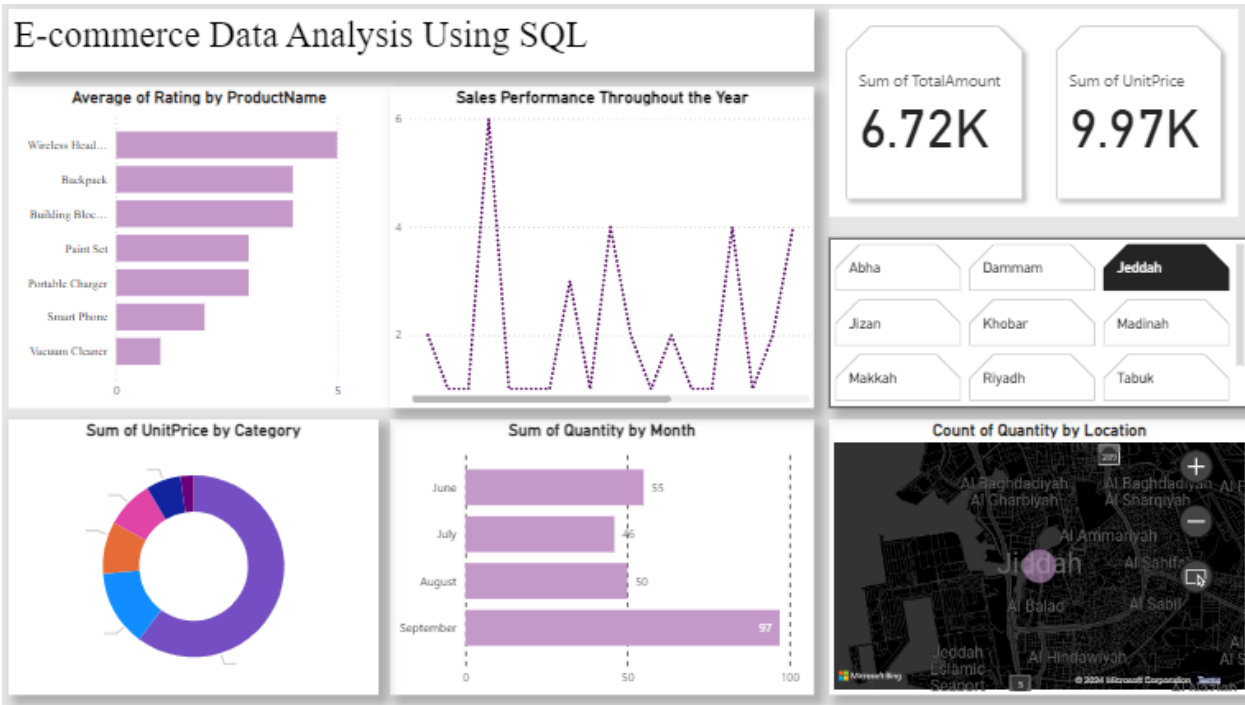 E-commerce Data Analysis Using SQL
Sum of TotalAmount
6.72K
Sum of UnitPrice
9.97K
Average of Rating by ProductName
Wireless Head...
Backpack
Building Bloc...
Paint Set
Portable Charger
Smart Phone
Vacuum Cleaner
0
5
Sales Performance Throughout the Year
6
4
2
Abha
Dammam
Jeddah
Jizan
Khobar
Madinah
Makkah
Riyadh
Tabuk
Sum of UnitPrice by Category
Sum of Quantity by Month
June
55
July
46
August
50
September
97
0
50
100
Count of Quantity by Location
Al Baghdadiyah
Al Gharbiyah
Al Baghdadiyah
Al Sharqiyah
Al Ammariyah
Jiddah
Al Balad
Al Sabil
Al Hindawiyah
Jeddah
Eslamic
Seaport
5
Microsoft Bing
© 2024 Microsoft Corporation
Terms